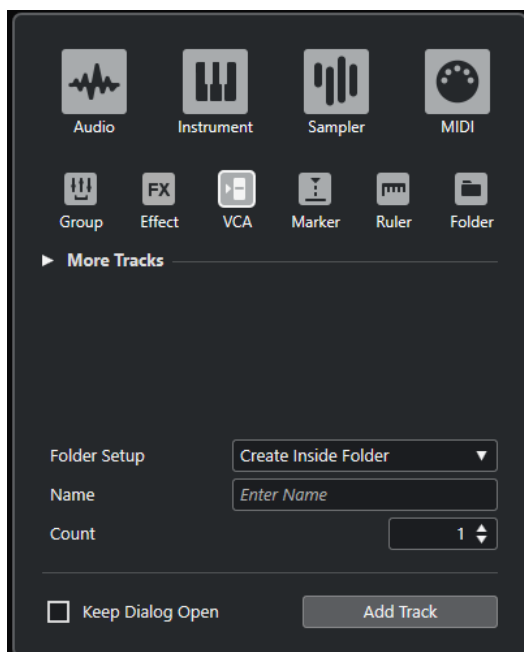 Audio Instrument Sampler MIDI
FX
Group Effect VCA Marker Ruler Folder
More Tracks
Folder Setup Create Inside Folder
Name Enter Name
Count 1
Keep Dialog Open Add Track